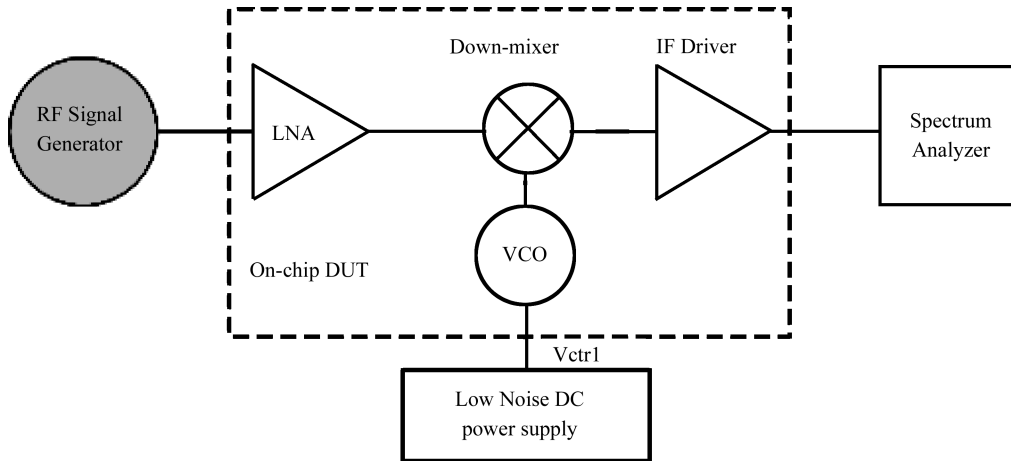 Down-mixer
IF Driver
RF Signal
Generator
LNA
Spectrum
Analyzer
VCO
On-chip DUT
Vctr1
Low Noise DC
power supply